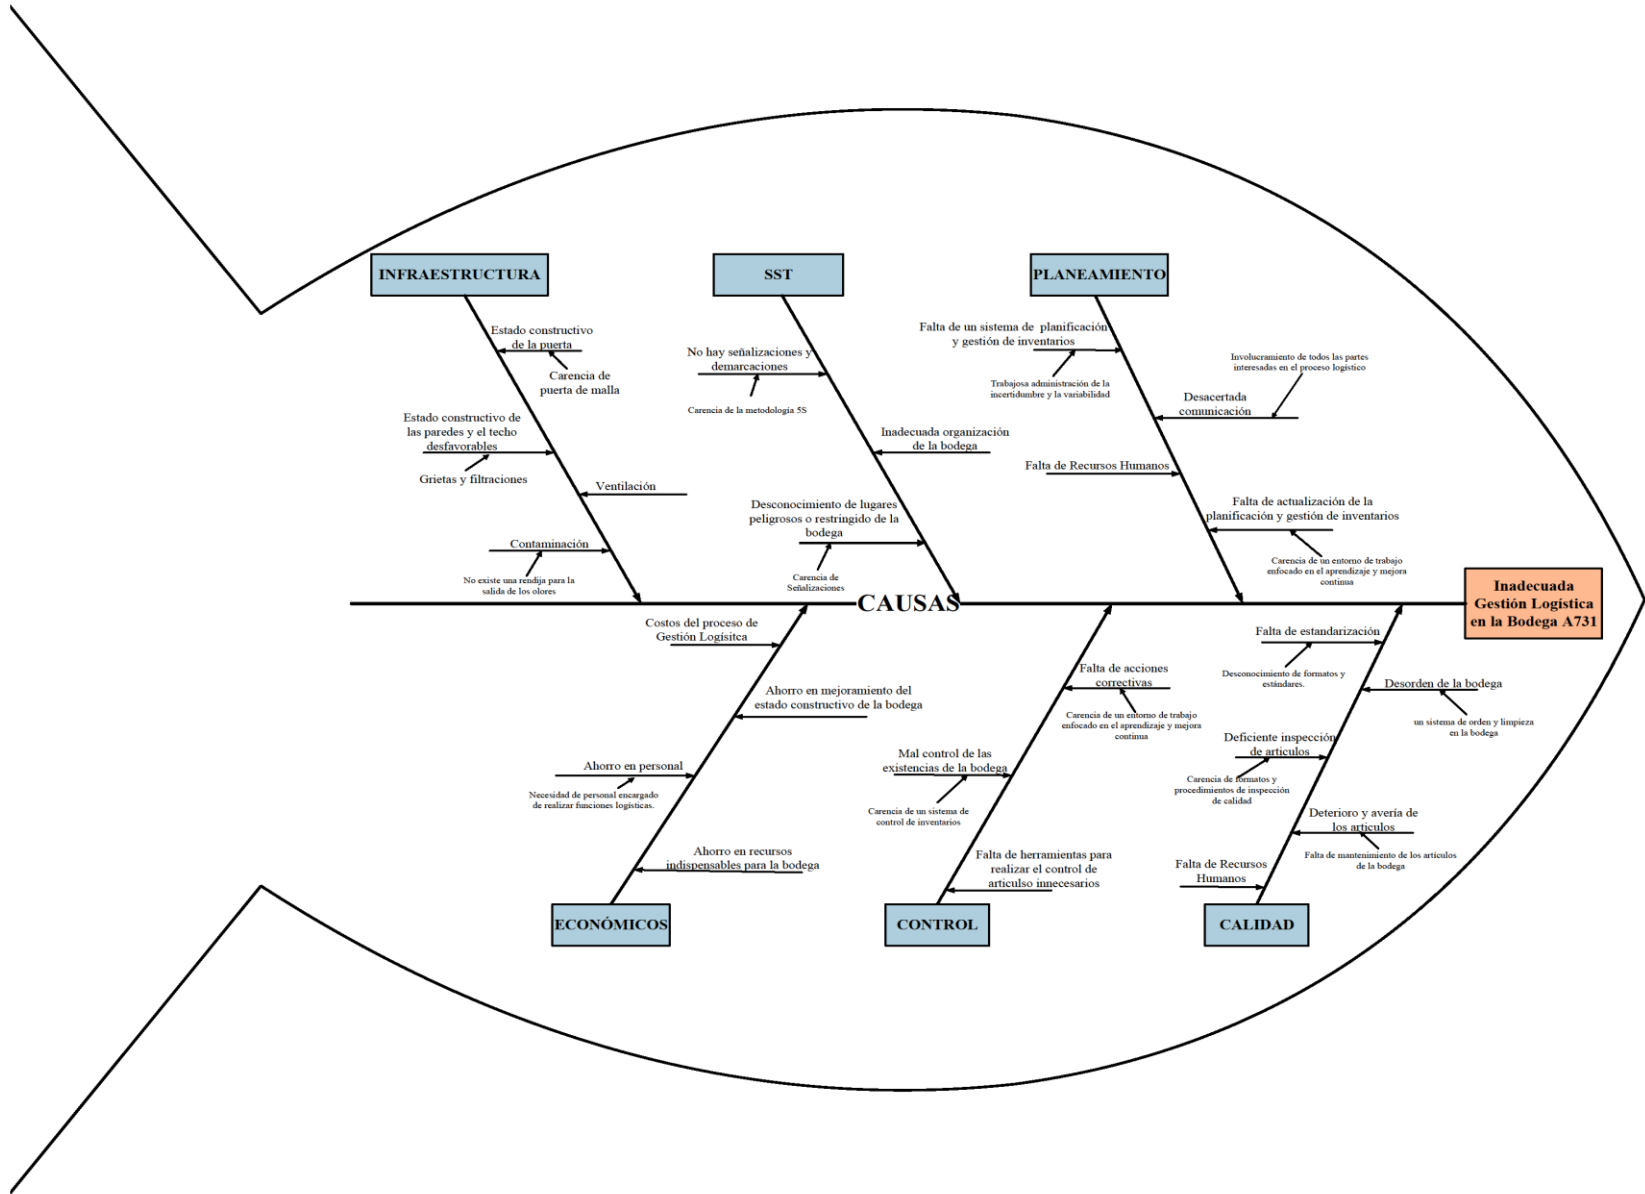 INFRAESTRUCTURA
SST
PLANEAMIENTO
Estado constructivo
de la puerta
Carencia de
puerta de malla
Estado constructivo de
las paredes y el techo
desfavorables
Grietas y filtraciones
Ventilación
Contaminación
No existe una rendija para la
salida de los olores
No hay señalizaciones y
demarcaciones
Carencia de la metodología 5S
Inadecuada organización
de la bodega
Desconocimiento de lugares
peligrosos o restringido de la
bodega
Carencia de
Señalizaciones
Falta de un sistema de planificación
y gestión de inventarios
Trabajosa administración de la
incertidumbre y la variabilidad
Involucramiento de todos las partes
interesadas en el proceso logístico
Desacertada
comunicación
Falta de Recursos Humanos
Falta de actualización de la
planificación y gestión de inventarios
Carencia de un entorno de trabajo
enfocado en el aprendizaje y mejora
continua
CAUSAS
Inadecuada
Gestión Logística
en la Bodega A731
Costos del proceso de
Gestión Logísitca
Ahorro en mejoramiento del
estado constructivo de la bodega
Ahorro en personal
Necesidad de personal encargado
de realizar funciones logísticas.
Ahorro en recursos
indispensables para la bodega
Falta de acciones
correctivas
Carencia de un entorno de trabajo
enfocado en el aprendizaje y mejora
continua
Mal control de las
existencias de la bodega
Carencia de un sistema de
control de inventarios
Falta de herramientas para
realizar el control de
articulso innecesarios
Falta de estandarización
Desconocimiento de formatos y
estándares.
Desorden de la bodega
un sistema de orden y limpieza
en la bodega
Deficiente inspección
de articulos
Carencia de formatos y
procedimientos de inspección
de calidad
Deterioro y avería de
los articulos
Falta de mantenimiento de los artículos
de la bodega
Falta de Recursos
Humanos
ECONÓMICOS
CONTROL
CALIDAD